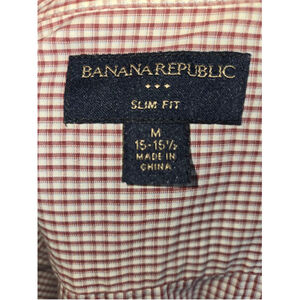 BANANA REPUBLIC
SLIM FIT
M
15-15½
MADE IN
CHINA